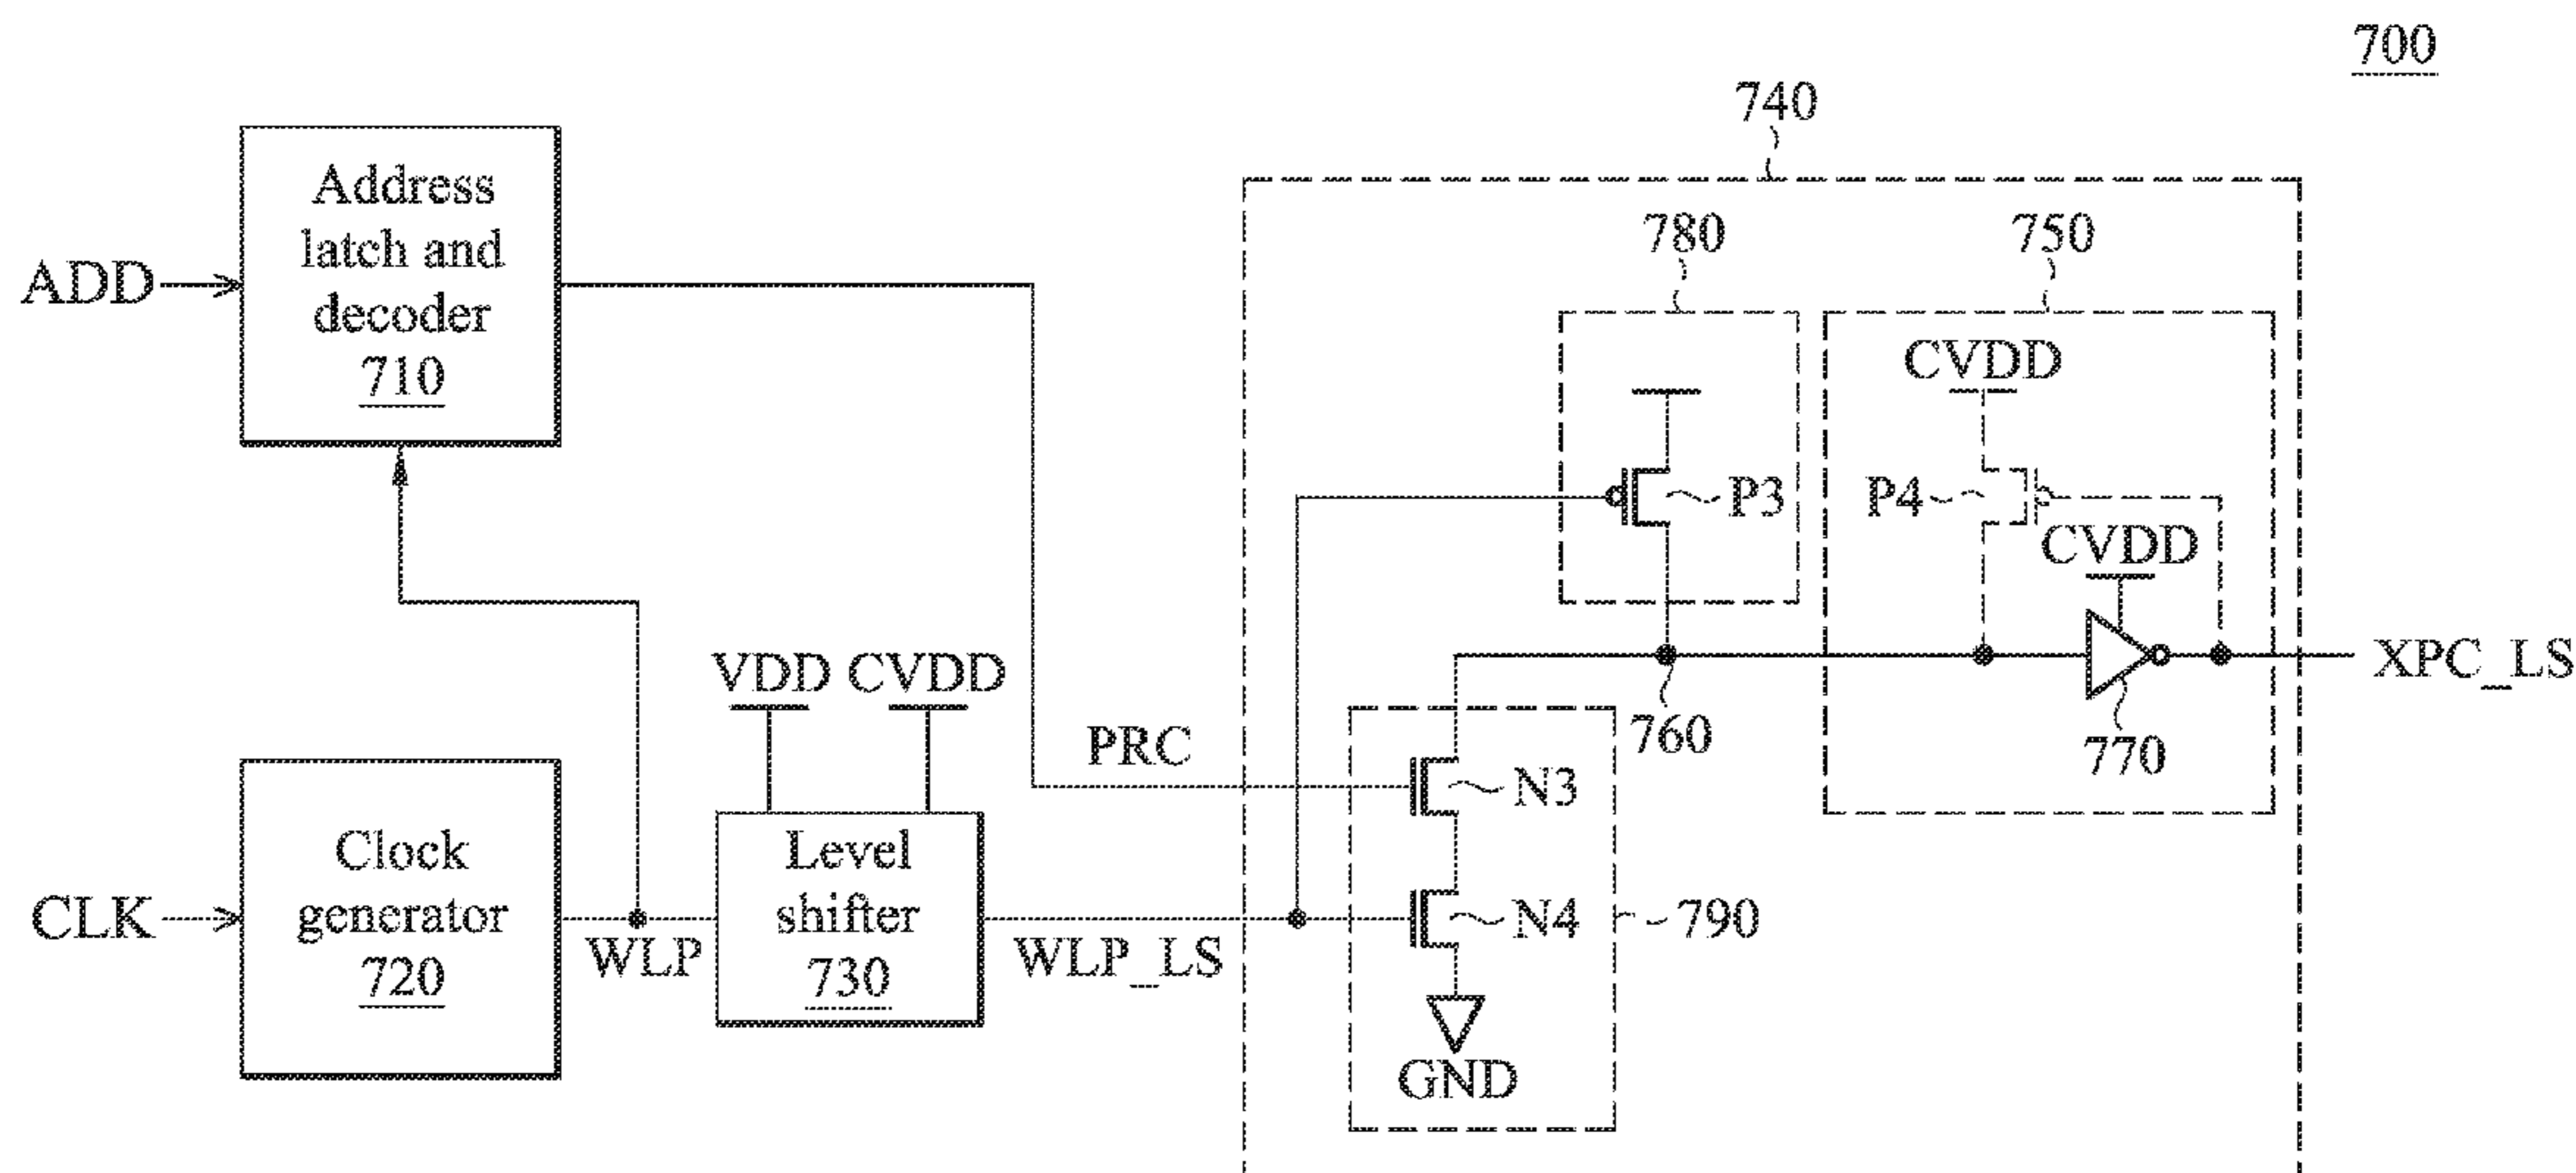 700
740
Address
latch and
decoder
710
ADD
780
750
CVDD
P3
P4
CVDD
VDD CVDD
XPC_LS
760
770
PRC
N3
Clock
generator
720
CLK
WLP
Level
shifter
730
WLP_LS
N4
790
GND